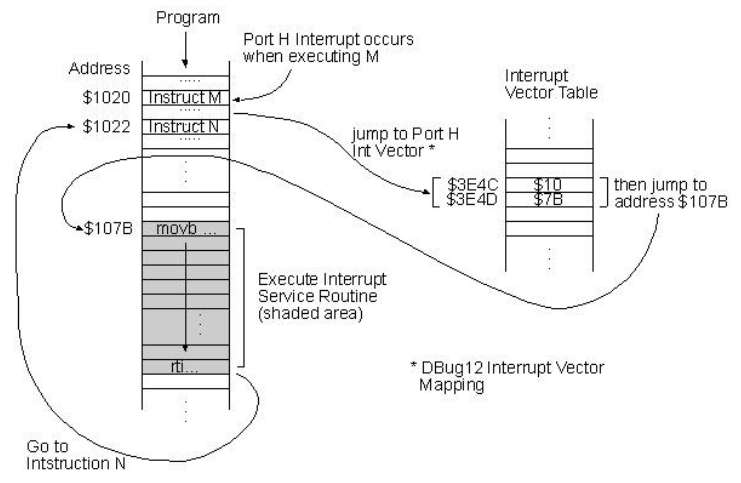 Program
Port H Interrupt occurs
when executing M
Address
$1020 Instruct M
$1022 Instruct N
Interrupt
Vector Table
jump to Port H
Int Vector *
$3E4C $10
$3E4D $7B
then jump to
address $107B
$107B movb ...
Execute Interrupt
Service Routine
(shaded area)
rti...
* DBug12 Interrupt Vector
Mapping
Go to
Intstruction N